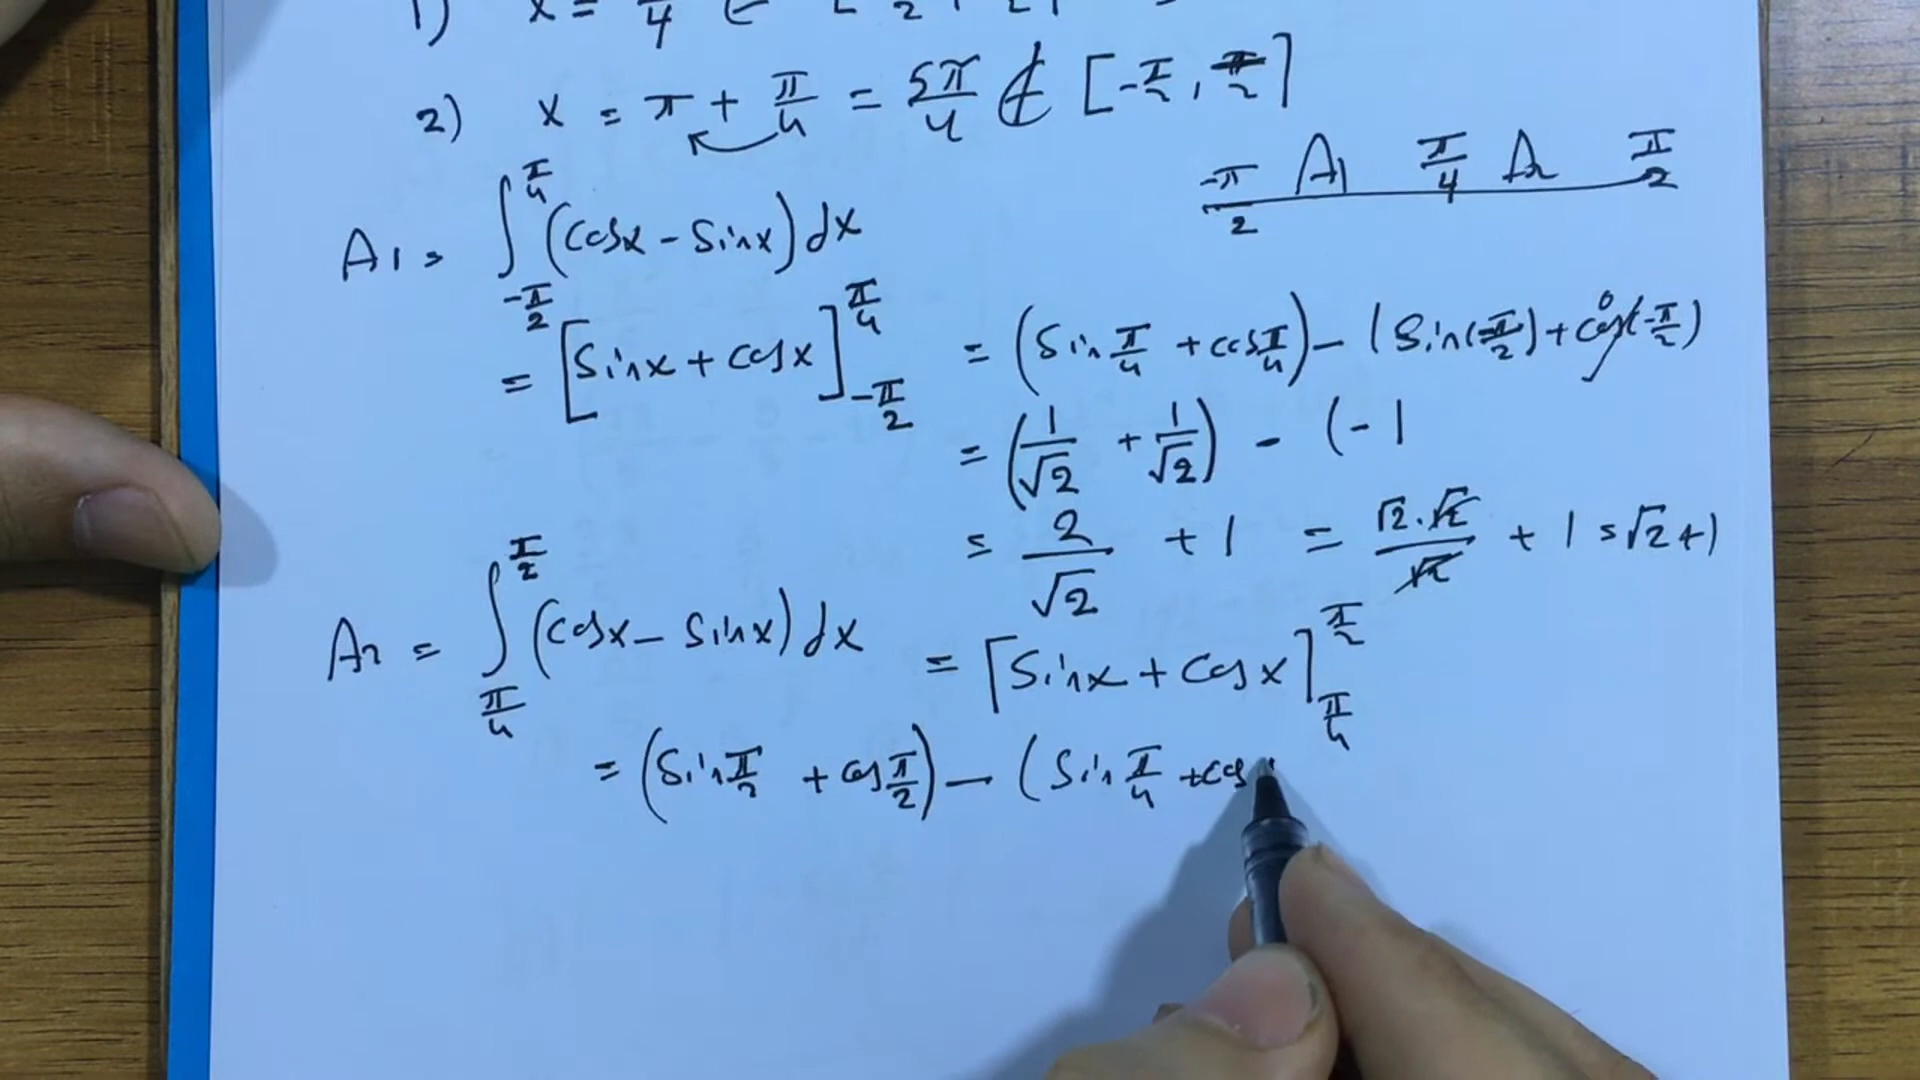 1) x = π/4 ∈
2) x = π + π/4 = 5π/4 ∉ [-π/2, π/2]
-π/2 A1 π/4 A2 π/2
A1 = ∫_{-π/2}^{π/4} (cosx - sinx) dx
= [sinx + cosx]_{-π/2}^{π/4} = (sin π/4 + cos π/4) - (sin(-π/2) + cos(-π/2)) 0
= (1/√2 + 1/√2) - (-1
= 2/√2 + 1 = √2.√2/√2 + 1 = √2+1
A2 = ∫_{π/4}^{π/2} (cosx - sinx) dx = [sinx + cosx]_{π/4}^{π/2}
= (sin π/2 + cos π/2) - (sin π/4 + cos